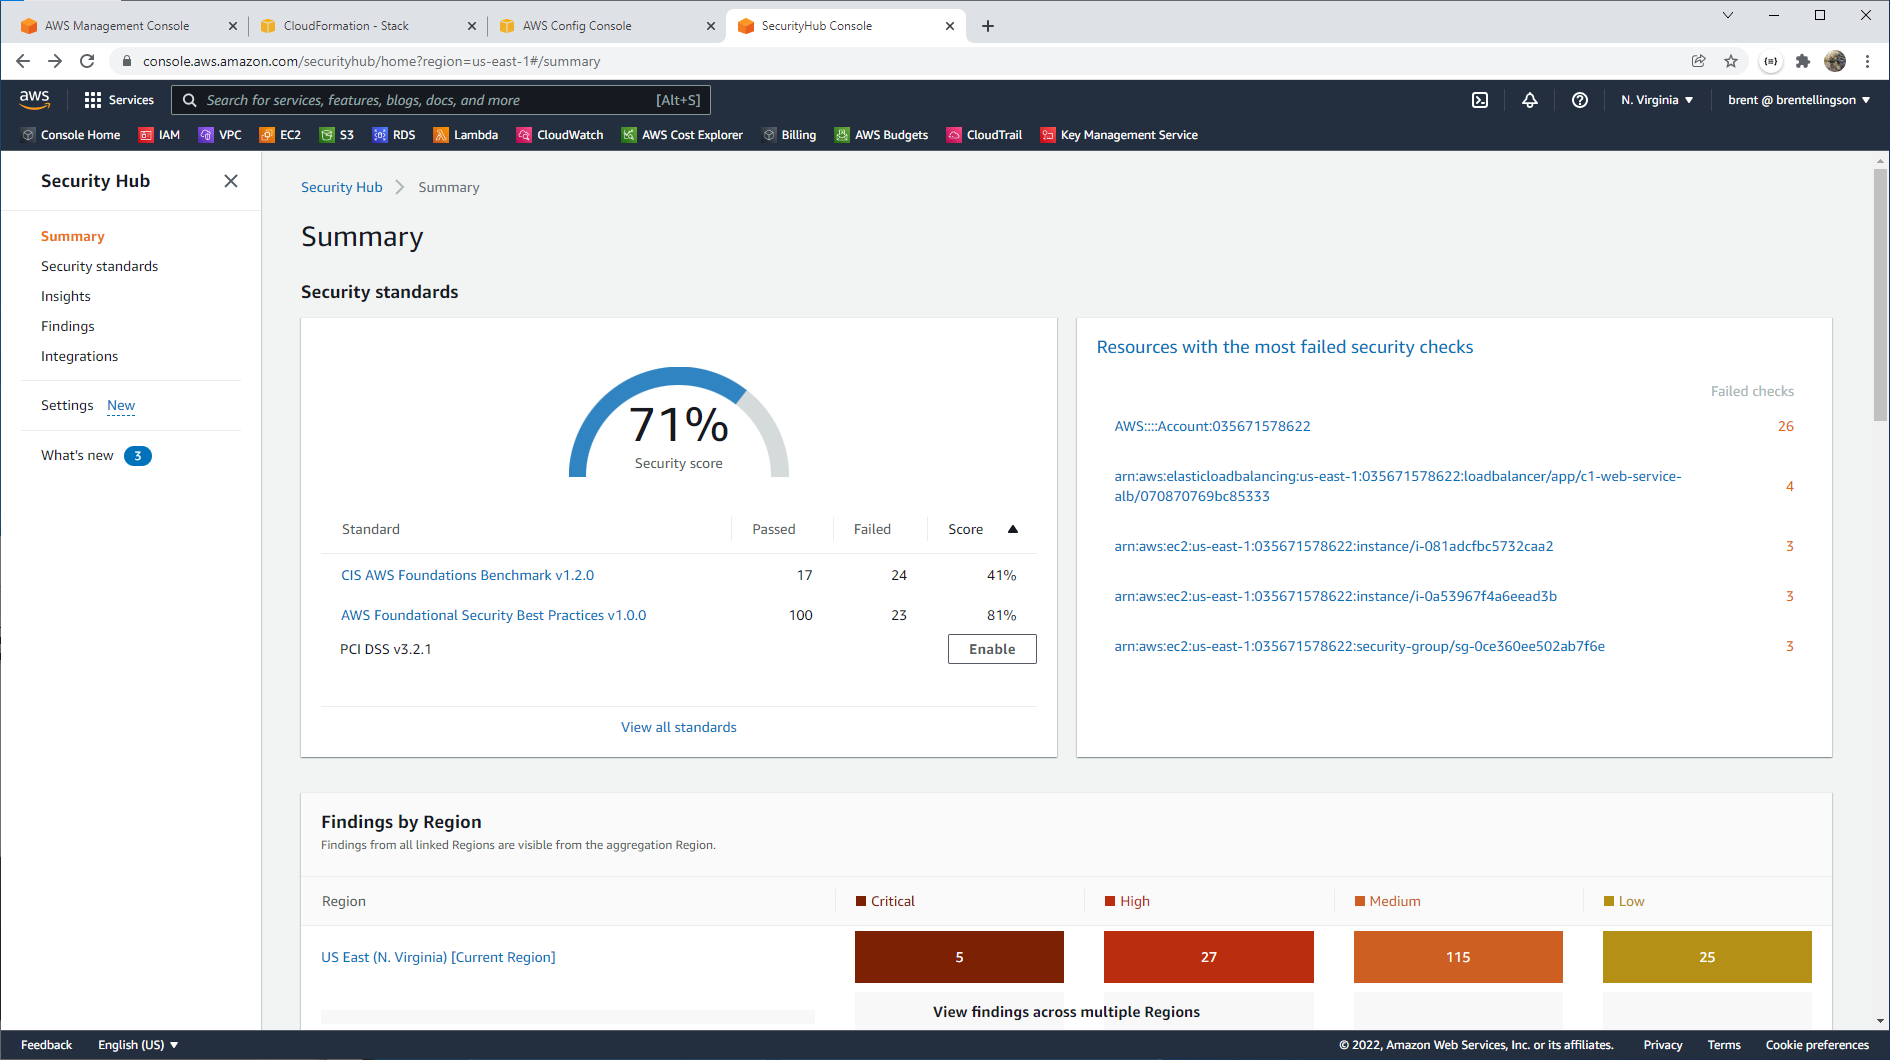 AWS Management Console
CloudFormation - Stack
AWS Config Console
SecurityHub Console
console.aws.amazon.com/securityhub/home?region=us-east-1#/summary
aws
Services
Search for services, features, blogs, docs, and more
[Alt+S]
N. Virginia ▼
brent @ brentellingson ▼
Console Home
IAM
VPC
EC2
S3
RDS
Lambda
CloudWatch
AWS Cost Explorer
Billing
AWS Budgets
CloudTrail
Key Management Service
Security Hub
Summary
Security standards
Insights
Findings
Integrations
Settings New
What's new 3
Security Hub > Summary
Summary
Security standards
71%
Security score
Standard Passed Failed Score ▲
CIS AWS Foundations Benchmark v1.2.0 17 24 41%
AWS Foundational Security Best Practices v1.0.0 100 23 81%
PCI DSS v3.2.1 Enable
View all standards
Resources with the most failed security checks
Failed checks
AWS::::Account:035671578622 26
arn:aws:elasticloadbalancing:us-east-1:035671578622:loadbalancer/app/c1-web-service-
alb/070870769bc85333 4
arn:aws:ec2:us-east-1:035671578622:instance/i-081adcfbc5732caa2 3
arn:aws:ec2:us-east-1:035671578622:instance/i-0a53967f4a6eead3b 3
arn:aws:ec2:us-east-1:035671578622:security-group/sg-0ce360ee502ab7f6e 3
Findings by Region
Findings from all linked Regions are visible from the aggregation Region.
Region Critical High Medium Low
US East (N. Virginia) [Current Region] 5 27 115 25
View findings across multiple Regions
Feedback English (US) ▼ © 2022, Amazon Web Services, Inc. or its affiliates. Privacy Terms Cookie preferences